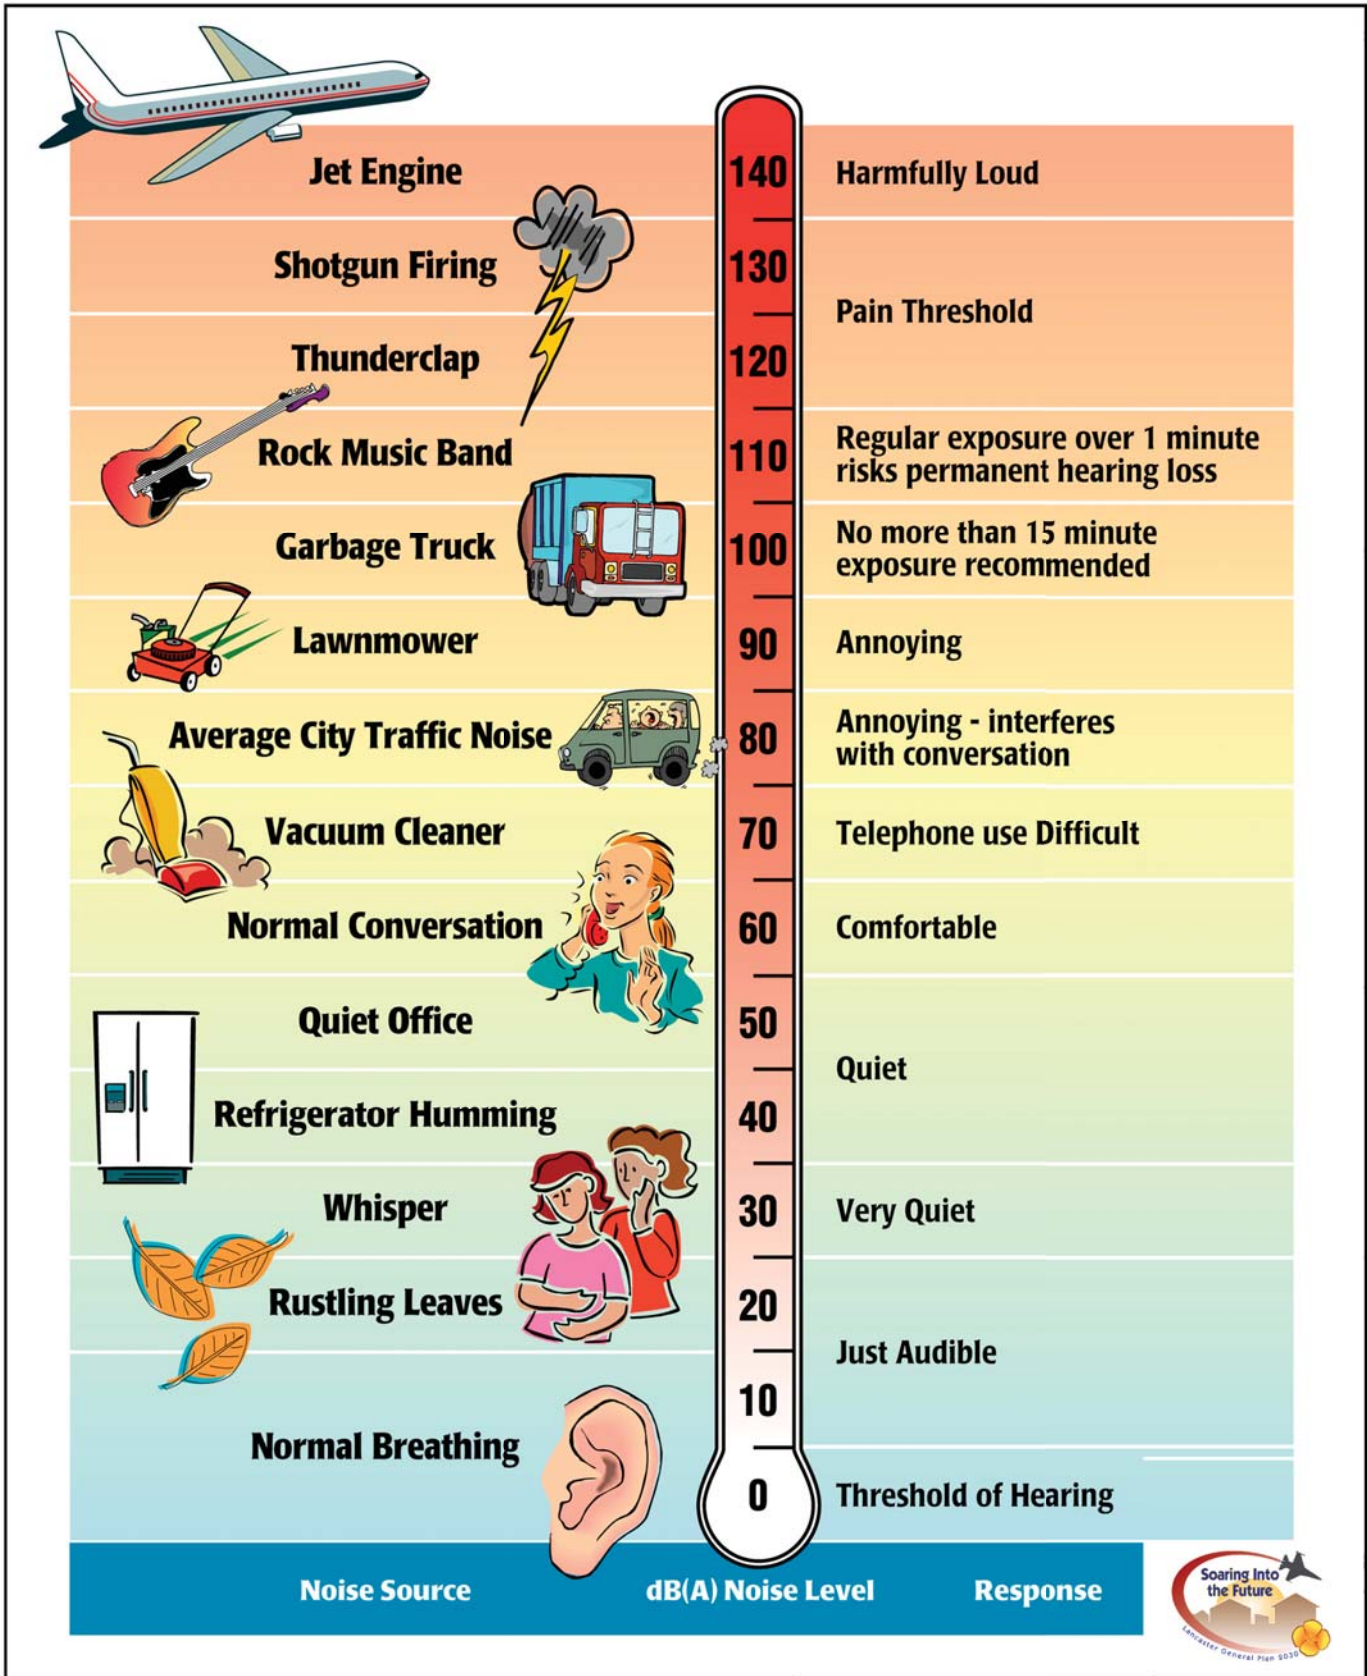 Jet Engine
140
Harmfully Loud
Shotgun Firing
130
Pain Threshold
Thunderclap
120
Rock Music Band
110
Regular exposure over 1 minute
risks permanent hearing loss
Garbage Truck
100
No more than 15 minute
exposure recommended
Lawnmower
90
Annoying
Average City Traffic Noise
80
Annoying - interferes
with conversation
Vacuum Cleaner
70
Telephone use Difficult
Normal Conversation
60
Comfortable
Quiet Office
50
Quiet
Refrigerator Humming
40
Whisper
30
Very Quiet
Rustling Leaves
20
Just Audible
10
Normal Breathing
0
Threshold of Hearing
Noise Source
dB(A) Noise Level
Response
Soaring Into
the Future
Lancaster General Plan 2030